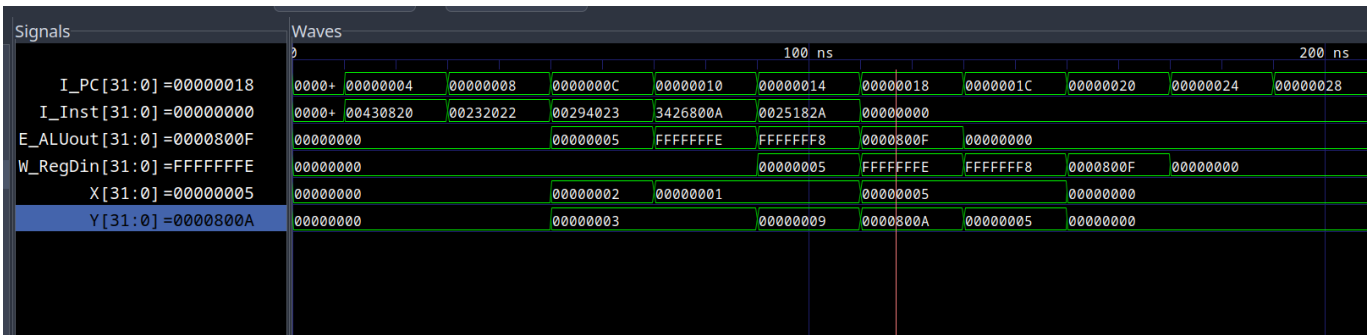 Signals Waves
0 100 ns 200 ns
I_PC[31:0]=00000018 0000+ 00000004 00000008 0000000C 00000010 00000014 00000018 0000001C 00000020 00000024 00000028
I_Inst[31:0]=00000000 0000+ 00430820 00232022 00294023 3426800A 0025182A 00000000
E_ALUout[31:0]=0000800F 00000000 00000005 FFFFFFFE FFFFFFF8 0000800F 00000000
W_RegDin[31:0]=FFFFFFFE 00000000 00000005 FFFFFFFE FFFFFFF8 0000800F 00000000
X[31:0]=00000005 00000000 00000002 00000001 00000005 00000000
Y[31:0]=0000800A 00000000 00000003 00000009 0000800A 00000005 00000000